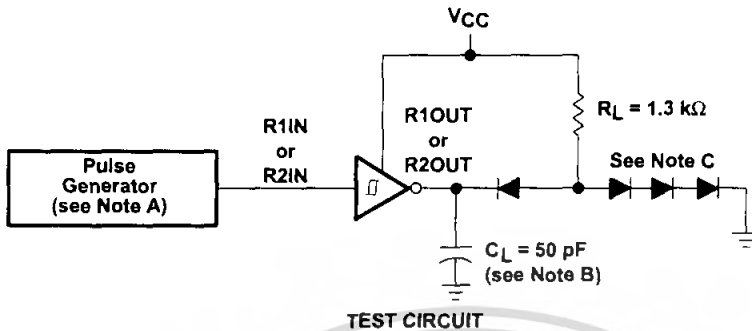 VCC
R1IN
or
R2IN
R1OUT
or
R2OUT
RL = 1.3 kΩ
Pulse
Generator
(see Note A)
See Note C
CL = 50 pF
(see Note B)
TEST CIRCUIT